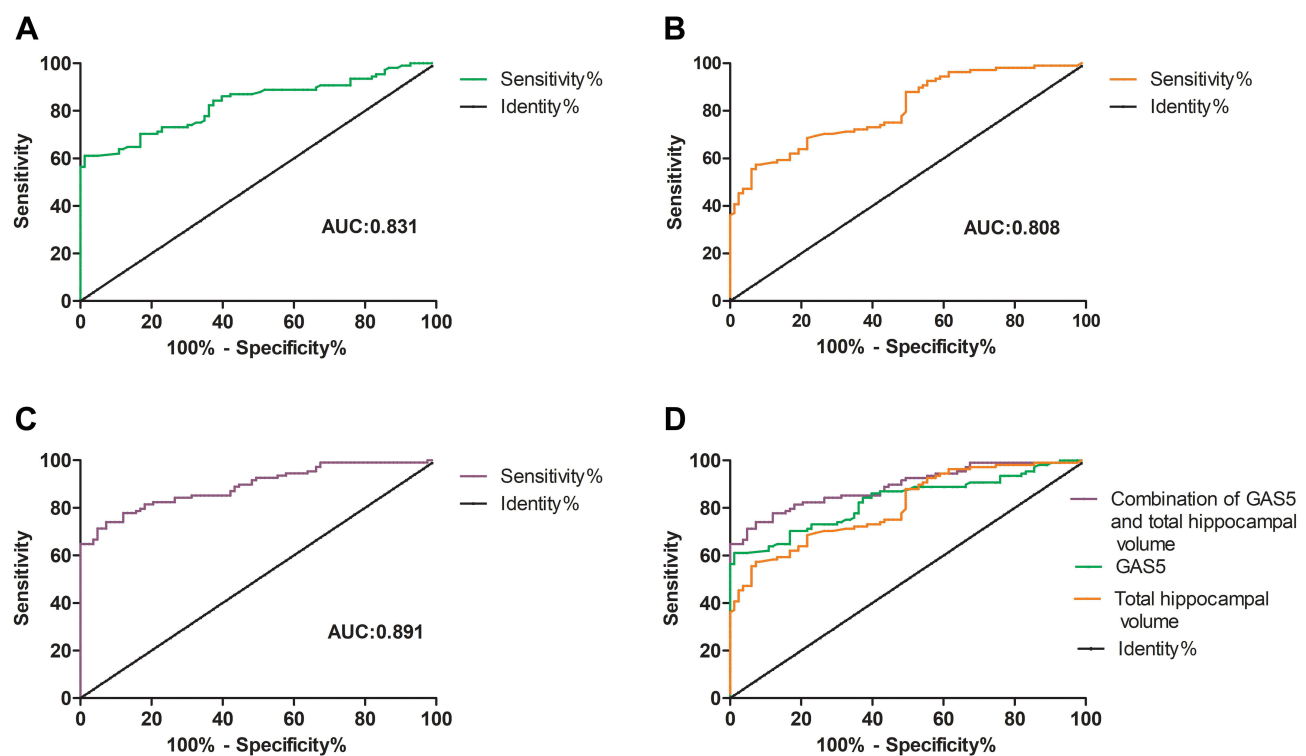 A
100
80
60
40
20
0
Sensitivity
0 20 40 60 80 100
100% - Specificity%
Sensitivity%
Identity%
AUC:0.831
B
100
80
60
40
20
0
Sensitivity
0 20 40 60 80 100
100% - Specificity%
Sensitivity%
Identity%
AUC:0.808
C
100
80
60
40
20
0
Sensitivity
0 20 40 60 80 100
100% - Specificity%
Sensitivity%
Identity%
AUC:0.891
D
100
80
60
40
20
0
Sensitivity
0 20 40 60 80 100
100% - Specificity%
Combination of GAS5
and total hippocampal
volume
GAS5
Total hippocampal
volume
Identity%